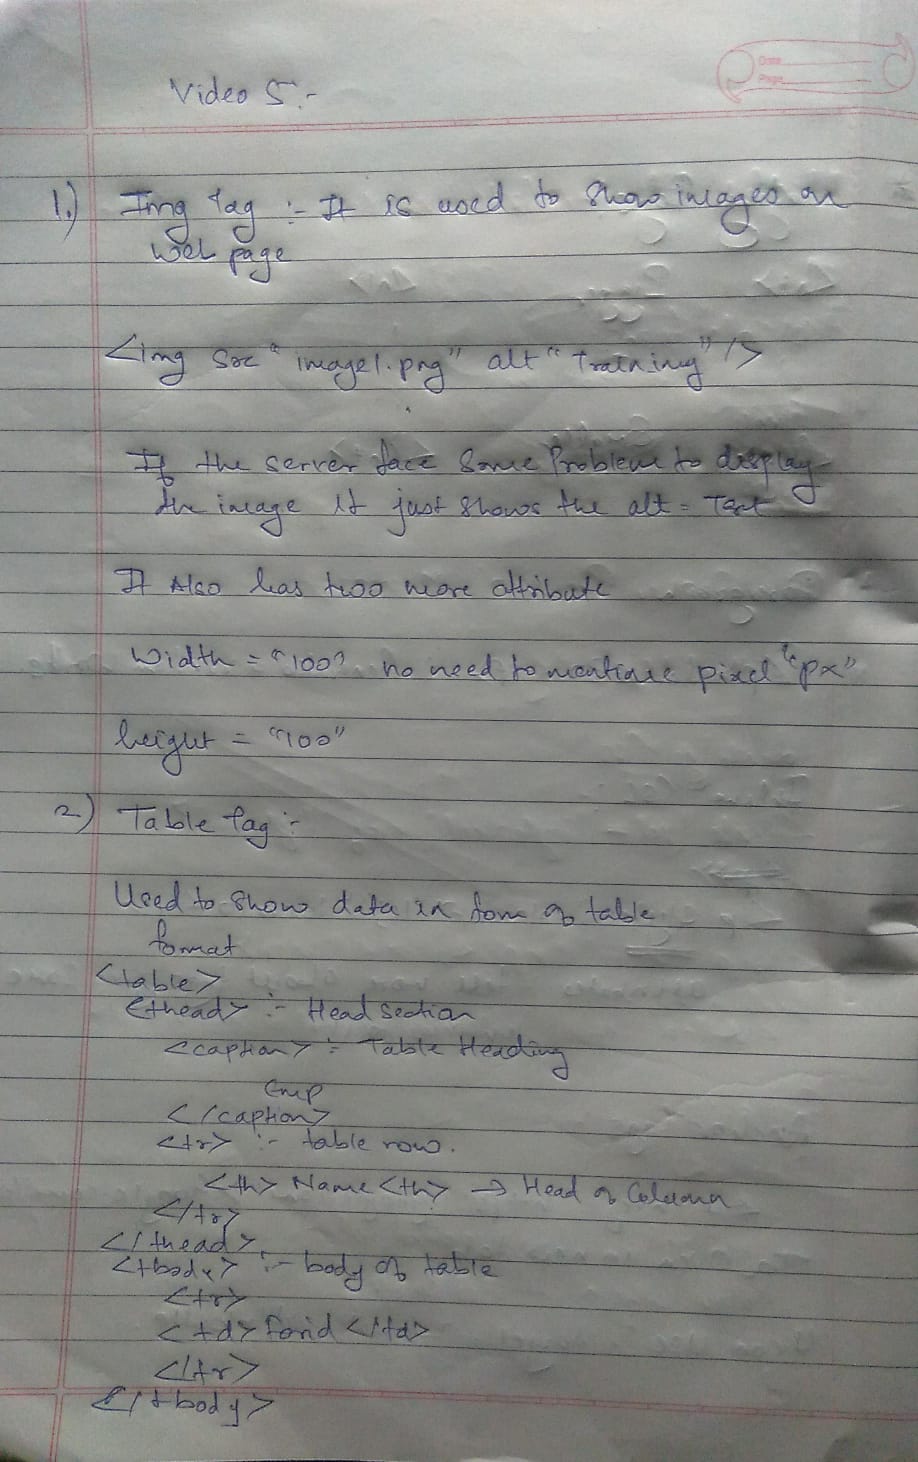 Date
Page
Video 5:-
1.) Img Tag :- It is used to show images on
web page
<img src "image1.png" alt "training" />
If the server face some Problem to display
the image it just shows the alt = Text
It Also has two more attribute
Width = "100" no need to mentione pixel "px"
height = "100"
2.) Table tag :-
Used to show data in form of table
format
<table>
<thead> :- Head section
<caption> :- Table Heading
Emp
</caption>
<tr> :- table row.
<th> Name <th> → Head of Column
</tr>
</thead>
<tbody> :- body of table
<tr>
<td> Farid </td>
</tr>
</tbody>